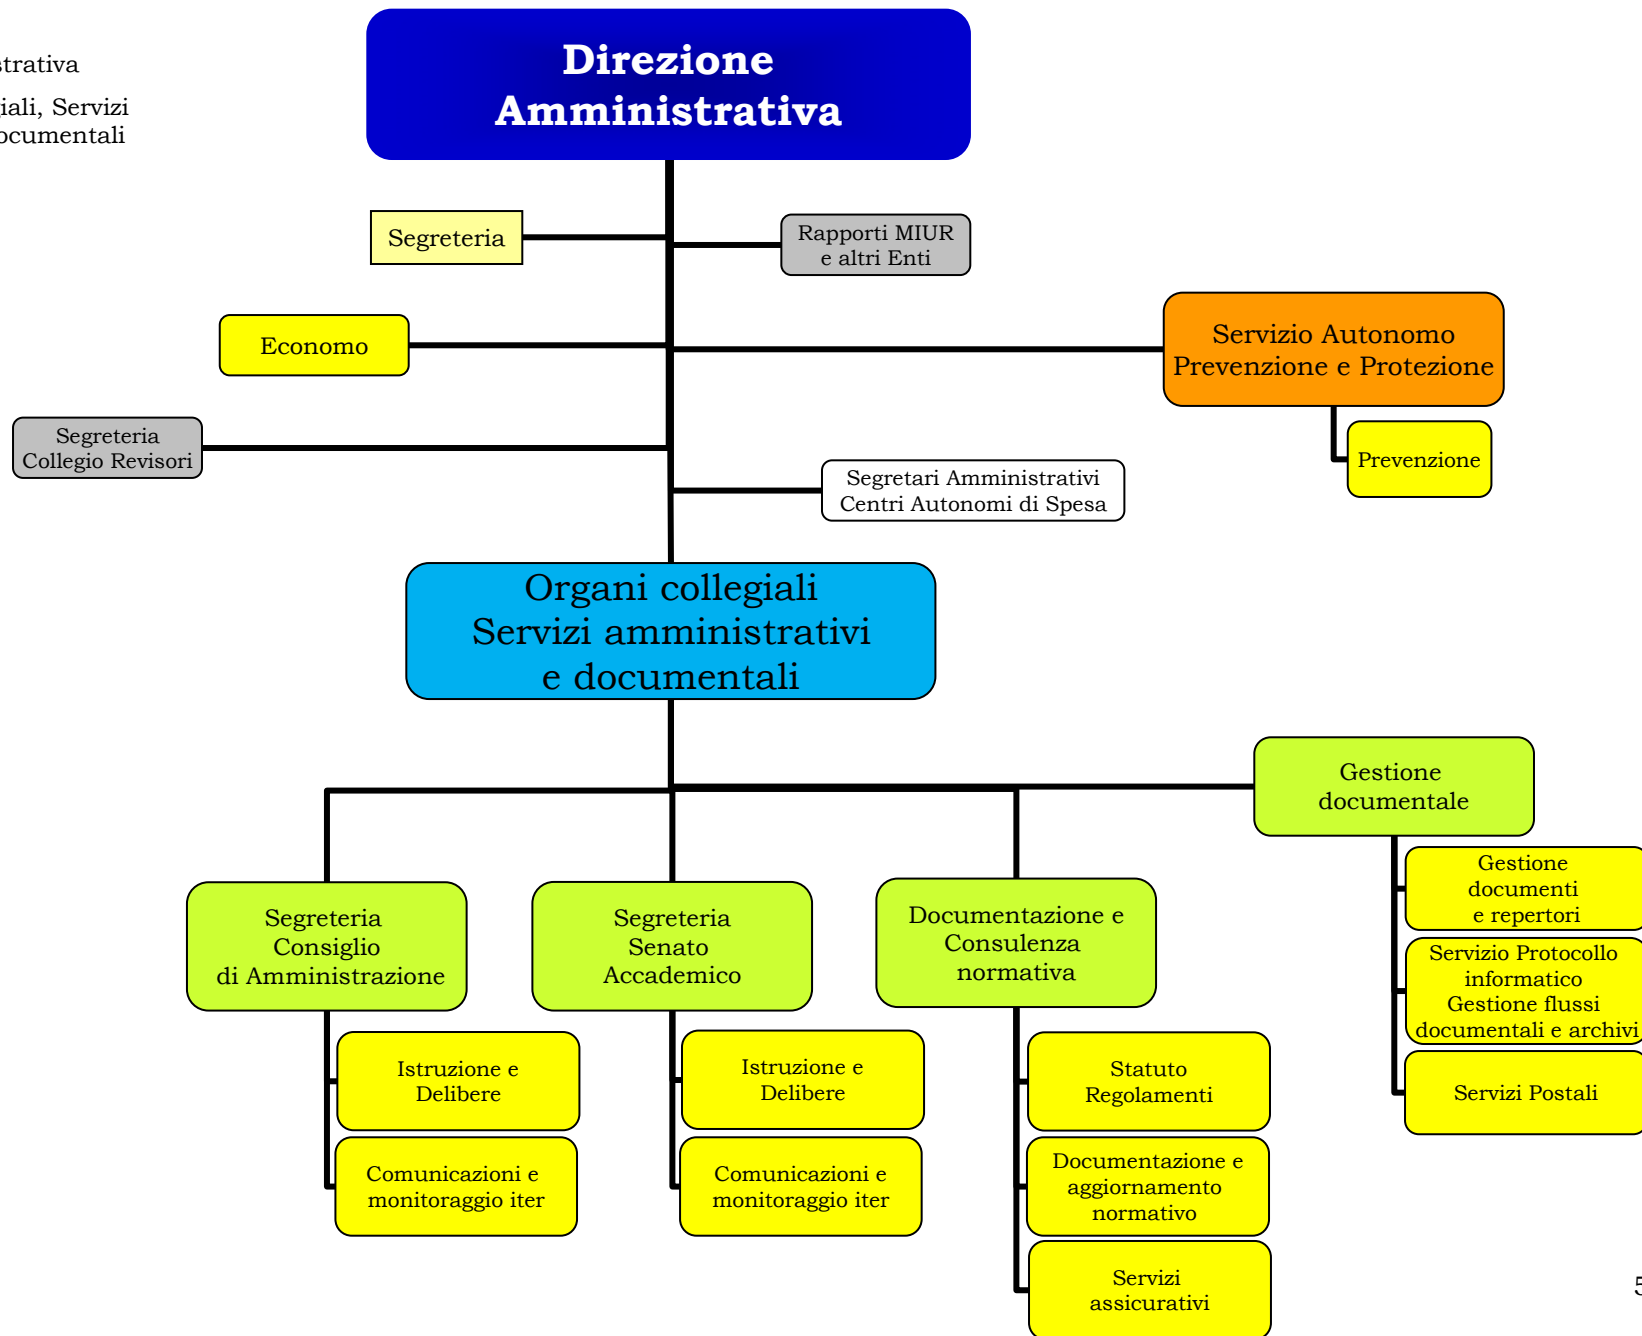 strativa
giali, Servizi
ocumentali
Direzione
Amministrativa
Segreteria
Rapporti MIUR
e altri Enti
Economo
Servizio Autonomo
Prevenzione e Protezione
Segreteria
Collegio Revisori
Prevenzione
Segretari Amministrativi
Centri Autonomi di Spesa
Organi collegiali
Servizi amministrativi
e documentali
Gestione
documentale
Gestione
documenti
e repertori
Servizio Protocollo
informatico
Gestione flussi
documentali e archivi
Servizi Postali
Segreteria
Consiglio
di Amministrazione
Istruzione e
Delibere
Comunicazioni e
monitoraggio iter
Segreteria
Senato
Accademico
Istruzione e
Delibere
Comunicazioni e
monitoraggio iter
Documentazione e
Consulenza
normativa
Statuto
Regolamenti
Documentazione e
aggiornamento
normativo
Servizi
assicurativi
5